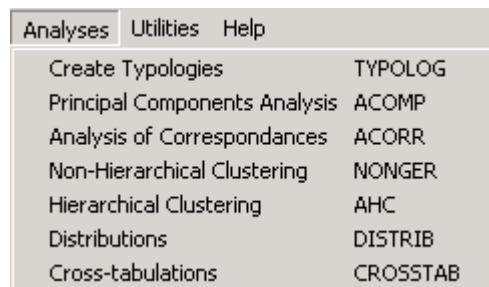 Analyses Utilities Help
Create Typologies TYPOLOG
Principal Components Analysis ACOMP
Analysis of Correspondances ACORR
Non-Hierarchical Clustering NONGER
Hierarchical Clustering AHC
Distributions DISTRIB
Cross-tabulations CROSSTAB